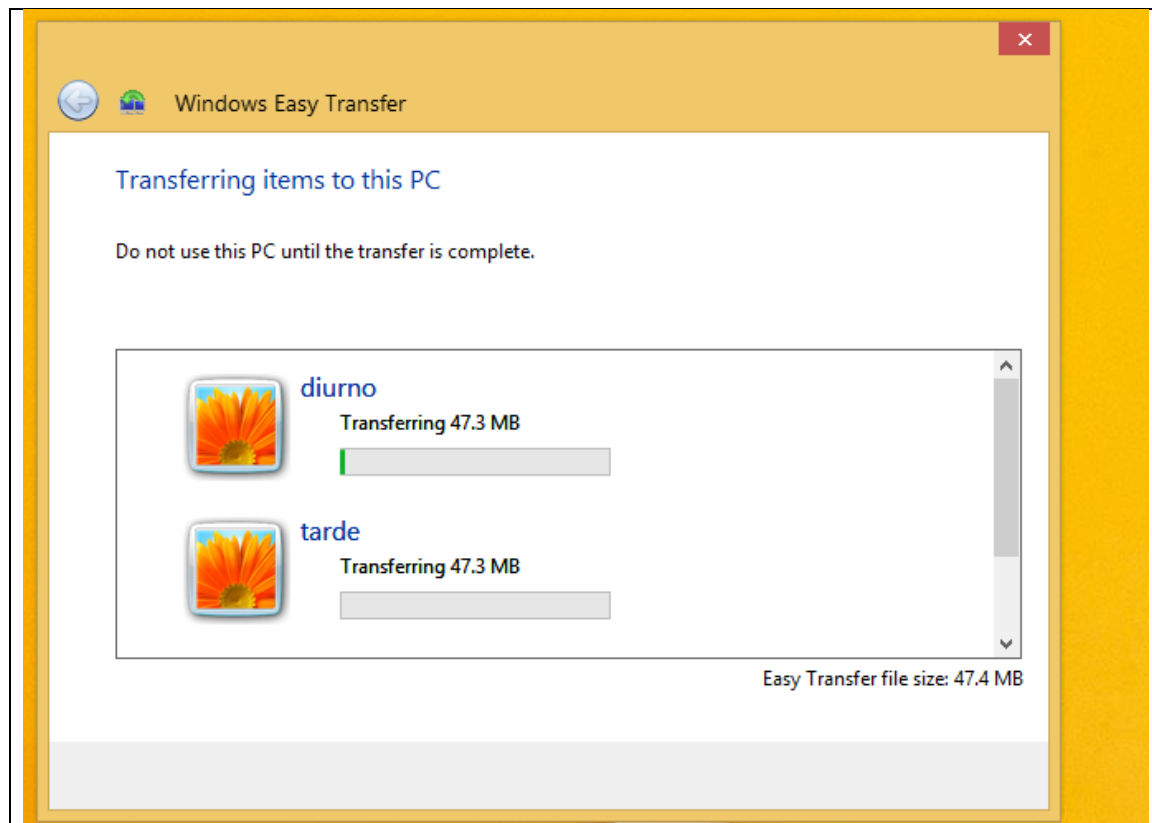 Windows Easy Transfer
Transferring items to this PC
Do not use this PC until the transfer is complete.
diurno
Transferring 47.3 MB
tarde
Transferring 47.3 MB
Easy Transfer file size: 47.4 MB